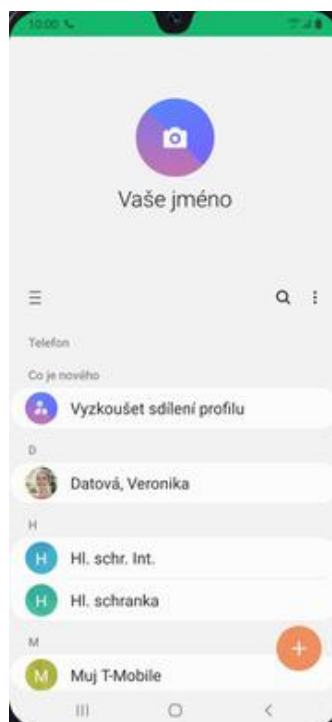 10:00
Vaše jméno
Telefon
Co je nového
Vyzkoušet sdílení profilu
D
Datová, Veronika
H
H
Hl. schr. Int.
H
Hl. schranka
M
M
Muj T-Mobile